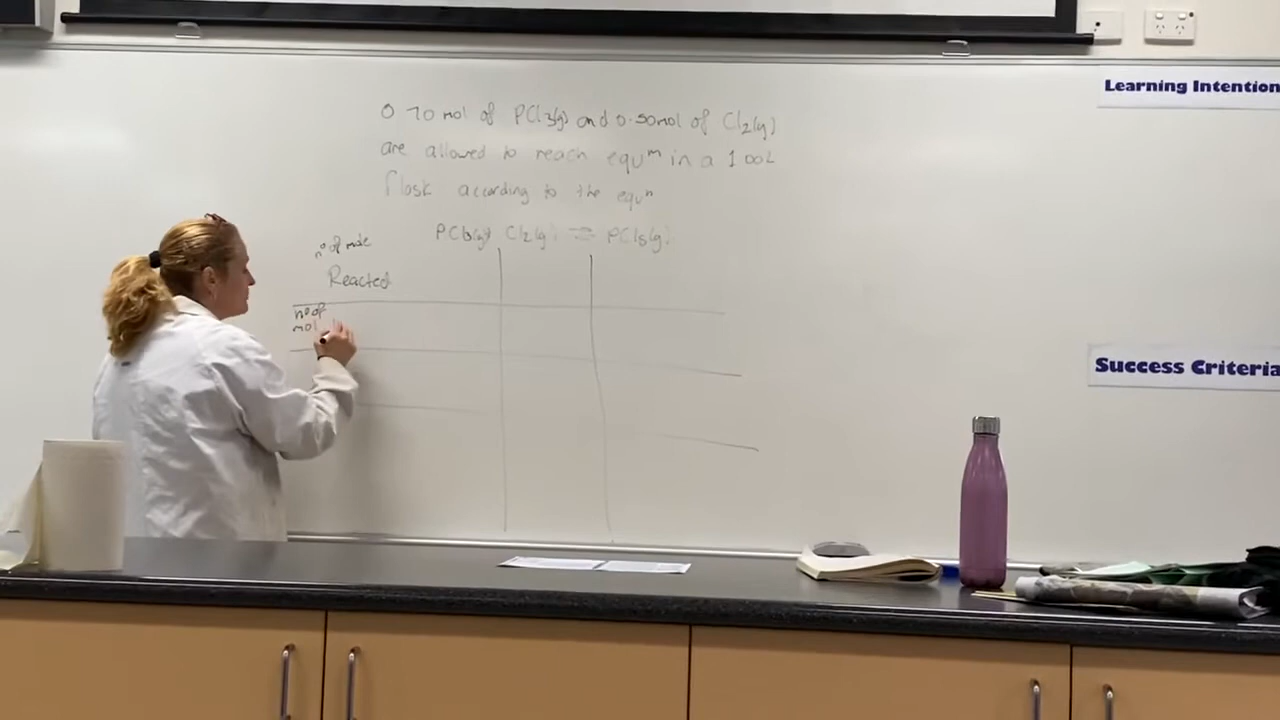 Learning Intention
0 70 mol of PCl3(g) and 0.50mol of Cl2(g)
are allowed to reach equᵐ in a 1 00L
flask according to the equⁿ
PCl3(g) Cl2(g) ⇌ PCl5(g)
nº of mole
Reacted
no of
mol
Success Criteria